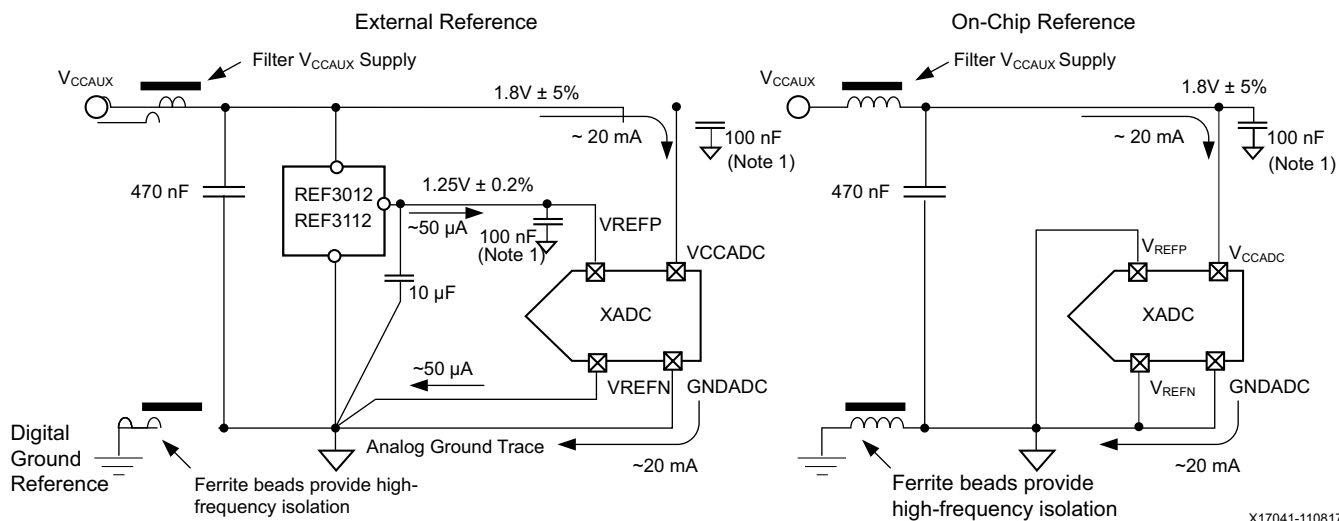 External Reference
Filter VCCAUX Supply
VCCAUX
1.8V ± 5%
~ 20 mA
100 nF
(Note 1)
470 nF
REF3012
REF3112
1.25V ± 0.2%
~50 µA
100 nF
(Note 1)
VREFP
VCCADC
10 µF
XADC
~50 µA
VREFN
GNDADC
Digital
Ground
Reference
Analog Ground Trace
~20 mA
Ferrite beads provide high-
frequency isolation
On-Chip Reference
Filter VCCAUX Supply
VCCAUX
1.8V ± 5%
~ 20 mA
100 nF
(Note 1)
470 nF
VREFP
VCCADC
XADC
VREFN
GNDADC
~20 mA
Ferrite beads provide
high-frequency isolation
X17041-110817